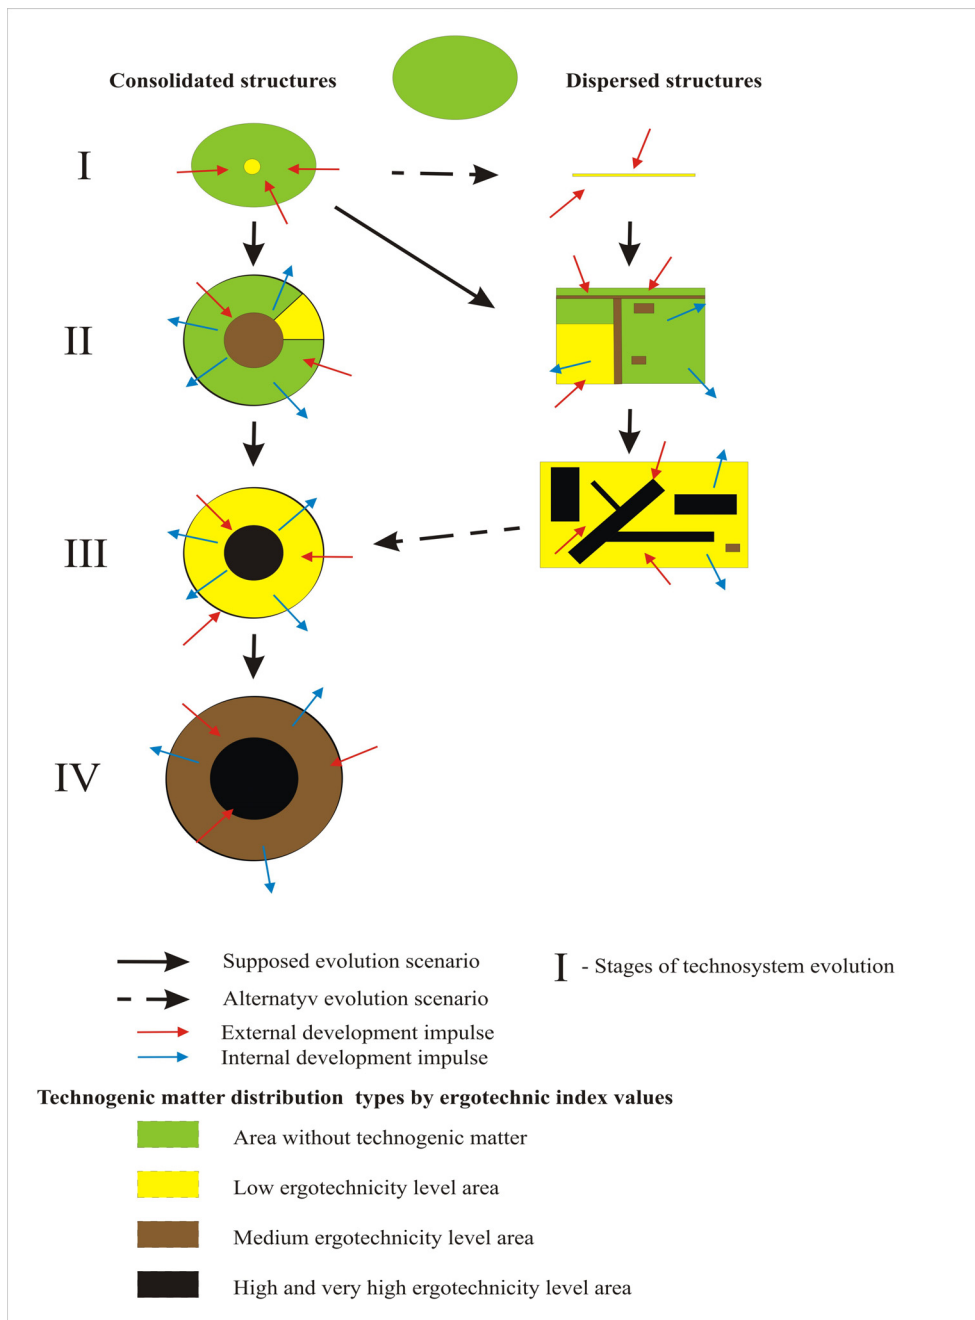 Consolidated structures
Dispersed structures
I
II
III
IV
Supposed evolution scenario
Alternatyv evolution scenario
External development impulse
Internal development impulse
I - Stages of technosystem evolution
Technogenic matter distribution types by ergotechnic index values
Area without technogenic matter
Low ergotechnicity level area
Medium ergotechnicity level area
High and very high ergotechnicity level area